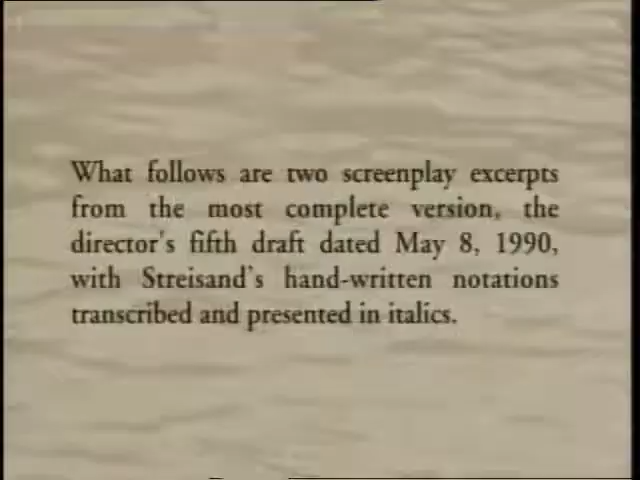 What follows are two screenplay excerpts
from the most complete version, the
director's fifth draft dated May 8, 1990,
with Streisand's hand-written notations
transcribed and presented in italics.